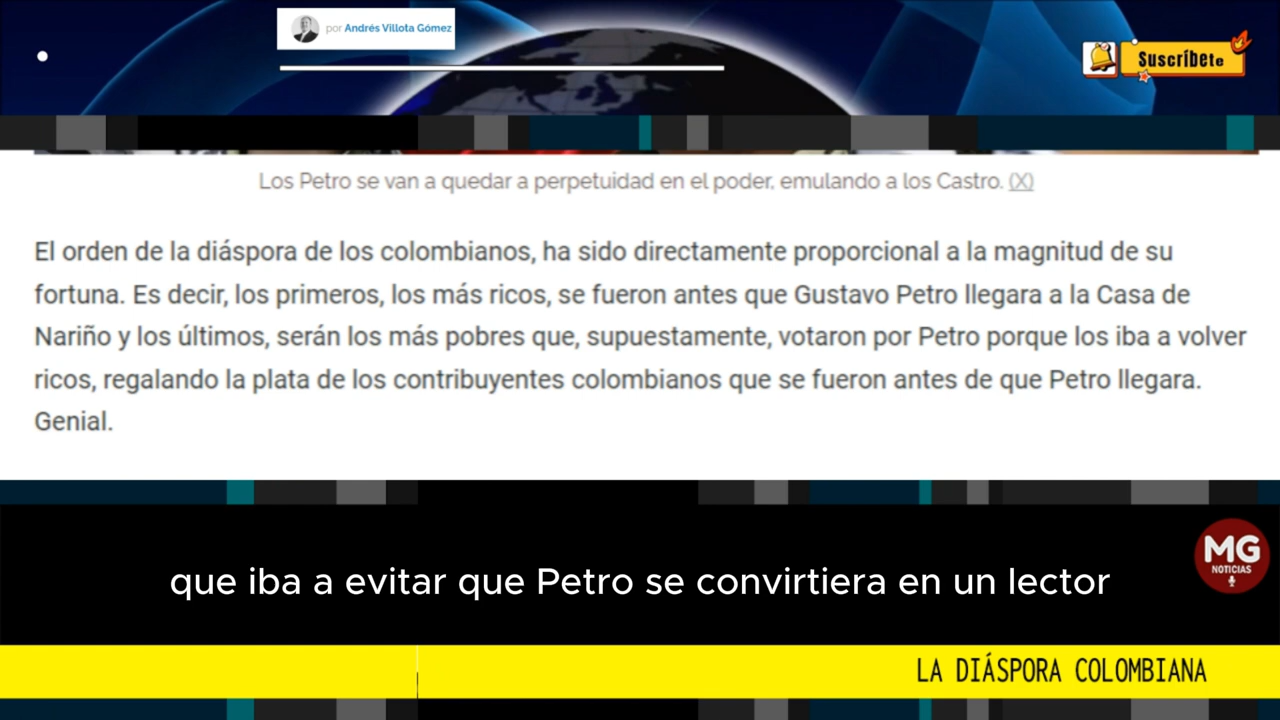 por Andrés Villota Gómez
Suscríbete
Los Petro se van a quedar a perpetuidad en el poder, emulando a los Castro. (X)
El orden de la diáspora de los colombianos, ha sido directamente proporcional a la magnitud de su
fortuna. Es decir, los primeros, los más ricos, se fueron antes que Gustavo Petro llegara a la Casa de
Nariño y los últimos, serán los más pobres que, supuestamente, votaron por Petro porque los iba a volver
ricos, regalando la plata de los contribuyentes colombianos que se fueron antes de que Petro llegara.
Genial.
MG
NOTICIAS
que iba a evitar que Petro se convirtiera en un lector
LA DIÁSPORA COLOMBIANA